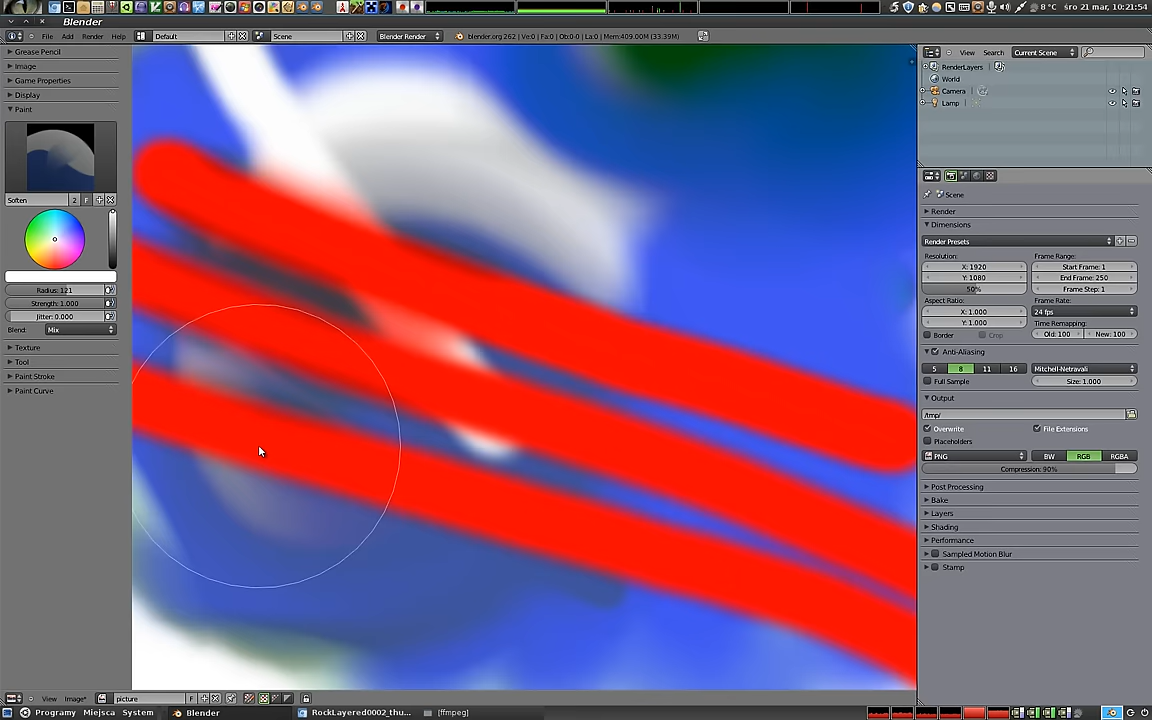 8 °C śro 21 mar, 10:21:54
Blender
File Add Render Help Default Scene Blender Render blender.org 262 | Ve:0 | Fa:0 | Ob:0-0 | La:0 | Mem:409.00M (33.39M)
Grease Pencil
Image
Game Properties
Display
Paint
Soften 2 F
Radius: 121
Strength: 1.000
Jitter: 0.000
Blend: Mix
Texture
Tool
Paint Stroke
Paint Curve
View Search Current Scene
RenderLayers
World
Camera
Lamp
Scene
Render
Dimensions
Render Presets
Resolution: Frame Range:
X: 1920 Start Frame: 1
Y: 1080 End Frame: 250
50% Frame Step: 1
Aspect Ratio: Frame Rate:
X: 1.000 24 fps
Y: 1.000 Time Remapping:
Border Crop Old: 100 New: 100
Anti-Aliasing
5 8 11 16 Mitchell-Netravali
Full Sample Size: 1.000
Output
/tmp/
Overwrite File Extensions
Placeholders
PNG BW RGB RGBA
Compression: 90%
Post Processing
Bake
Layers
Shading
Performance
Sampled Motion Blur
Stamp
View Image* picture F
Programy Miejsca System Blender RockLayered0002_thu... [ffmpeg]